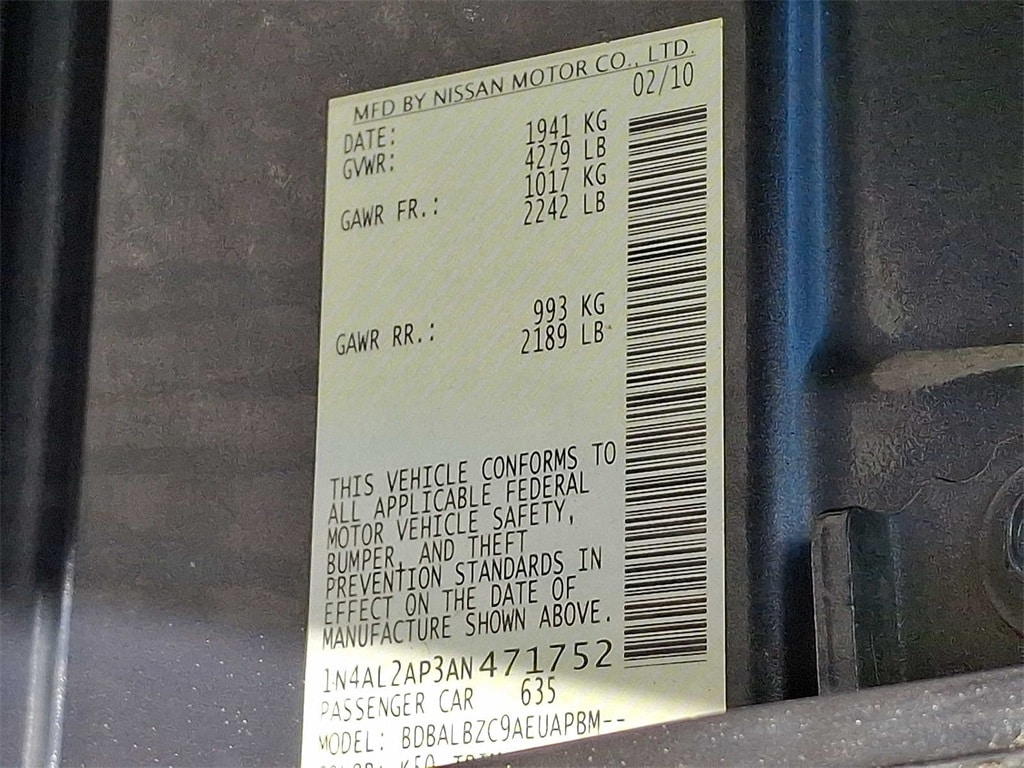 MFD BY NISSAN MOTOR CO., LTD.
DATE: 02/10
GVWR: 1941 KG
4279 LB
GAWR FR.: 1017 KG
2242 LB
GAWR RR.: 993 KG
2189 LB
THIS VEHICLE CONFORMS TO
ALL APPLICABLE FEDERAL
MOTOR VEHICLE SAFETY,
BUMPER, AND THEFT
PREVENTION STANDARDS IN
EFFECT ON THE DATE OF
MANUFACTURE SHOWN ABOVE.
1N4AL2AP3AN471752
PASSENGER CAR 635
MODEL: BDBALBZC9AEUAPBM--